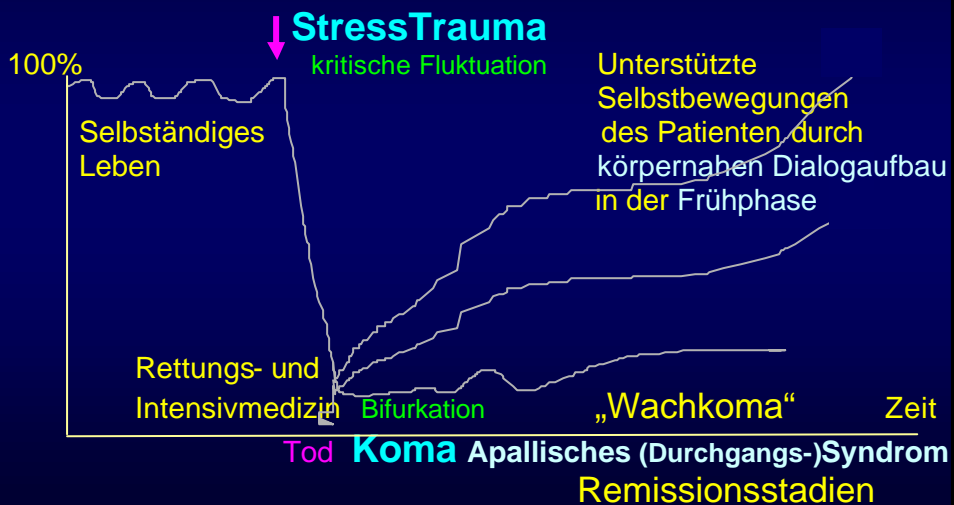 StressTrauma
100%
kritische Fluktuation
Unterstützte
Selbstbewegungen
des Patienten durch
körpernahen Dialogaufbau
in der Frühphase
Selbständiges
Leben
Rettungs- und
Intensivmedizin
Bifurkation
„Wachkoma“
Zeit
Tod Koma Apallisches (Durchgangs-)Syndrom
Remissionsstadien